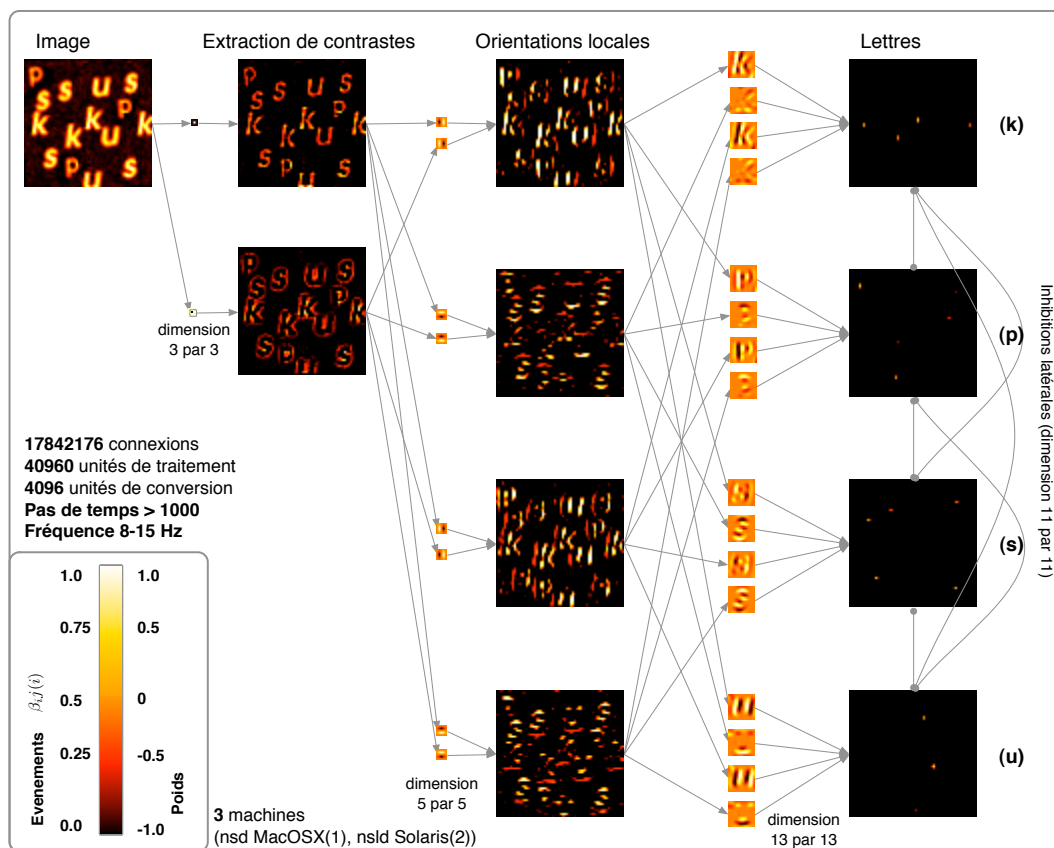 Image
Extraction de contrastes
Orientations locales
Lettres
p s s u s
k k k u p
s p u s
(k)
dimension
3 par 3
(p)
Inhibitions latérales (dimension 11 par 11)
17842176 connexions
40960 unités de traitement
4096 unités de conversion
Pas de temps > 1000
Fréquence 8-15 Hz
(s)
1.0 1.0
0.75 0.5
0.5 0
0.25 -0.5
0.0 -1.0
Evenements βi,j(i)
Poids
dimension
5 par 5
(u)
3 machines
(nsd MacOSX(1), nsld Solaris(2))
dimension
13 par 13